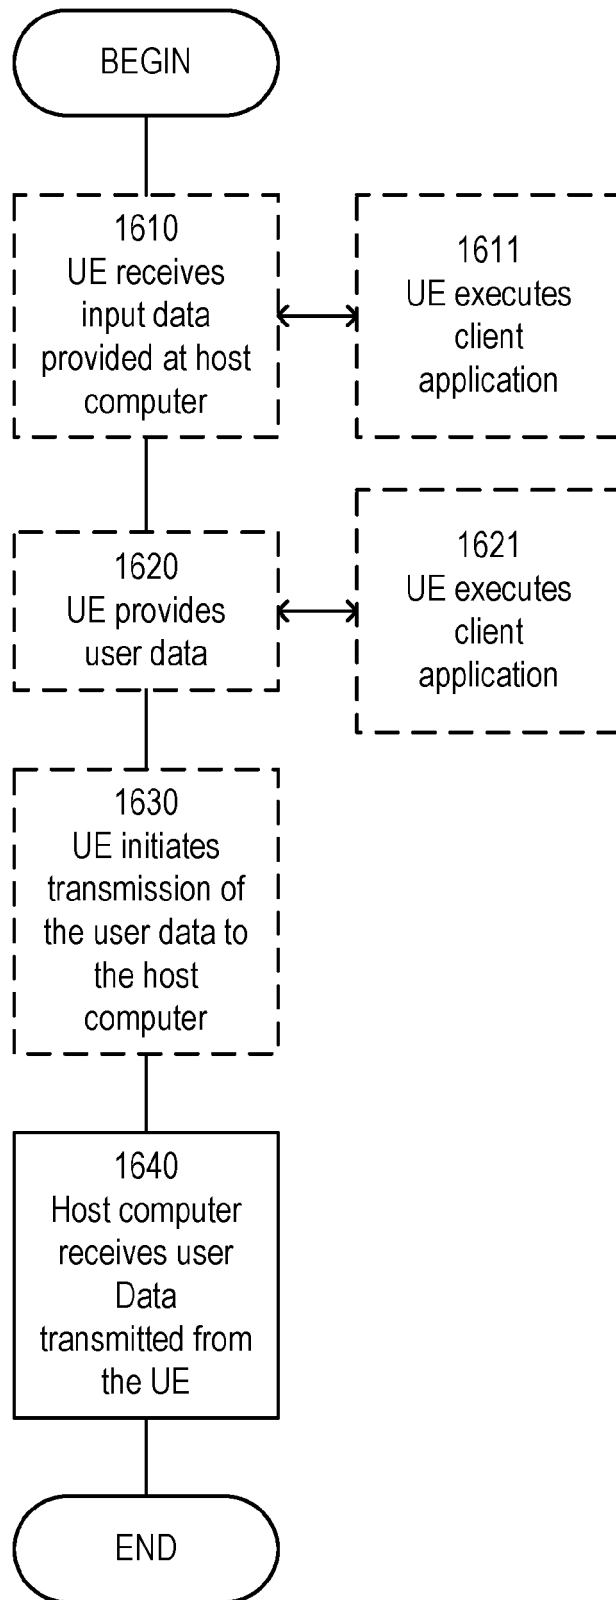 BEGIN
1610
UE receives
input data
provided at host
computer
1611
UE executes
client
application
1620
UE provides
user data
1621
UE executes
client
application
1630
UE initiates
transmission of
the user data to
the host
computer
1640
Host computer
receives user
Data
transmitted from
the UE
END